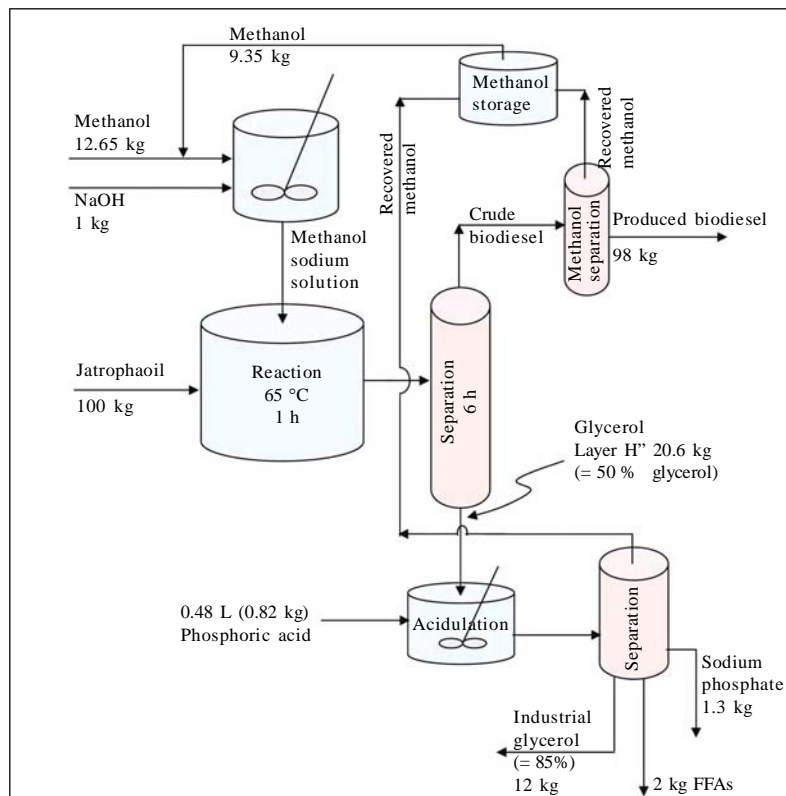 Methanol
9.35 kg
Methanol
storage
Methanol
12.65 kg
NaOH
1 kg
Methanol
sodium
solution
Recovered
methanol
Recovered
methanol
Crude
biodiesel
Methanol
separation
Produced biodiesel
98 kg
Jatrophaoil
100 kg
Reaction
65 °C
1 h
Separation
6 h
Glycerol
Layer H” 20.6 kg
(= 50 % glycerol)
0.48 L (0.82 kg)
Phosphoric acid
Acidulation
Separation
Sodium
phosphate
1.3 kg
Industrial
glycerol
(= 85%)
12 kg
2 kg FFAs